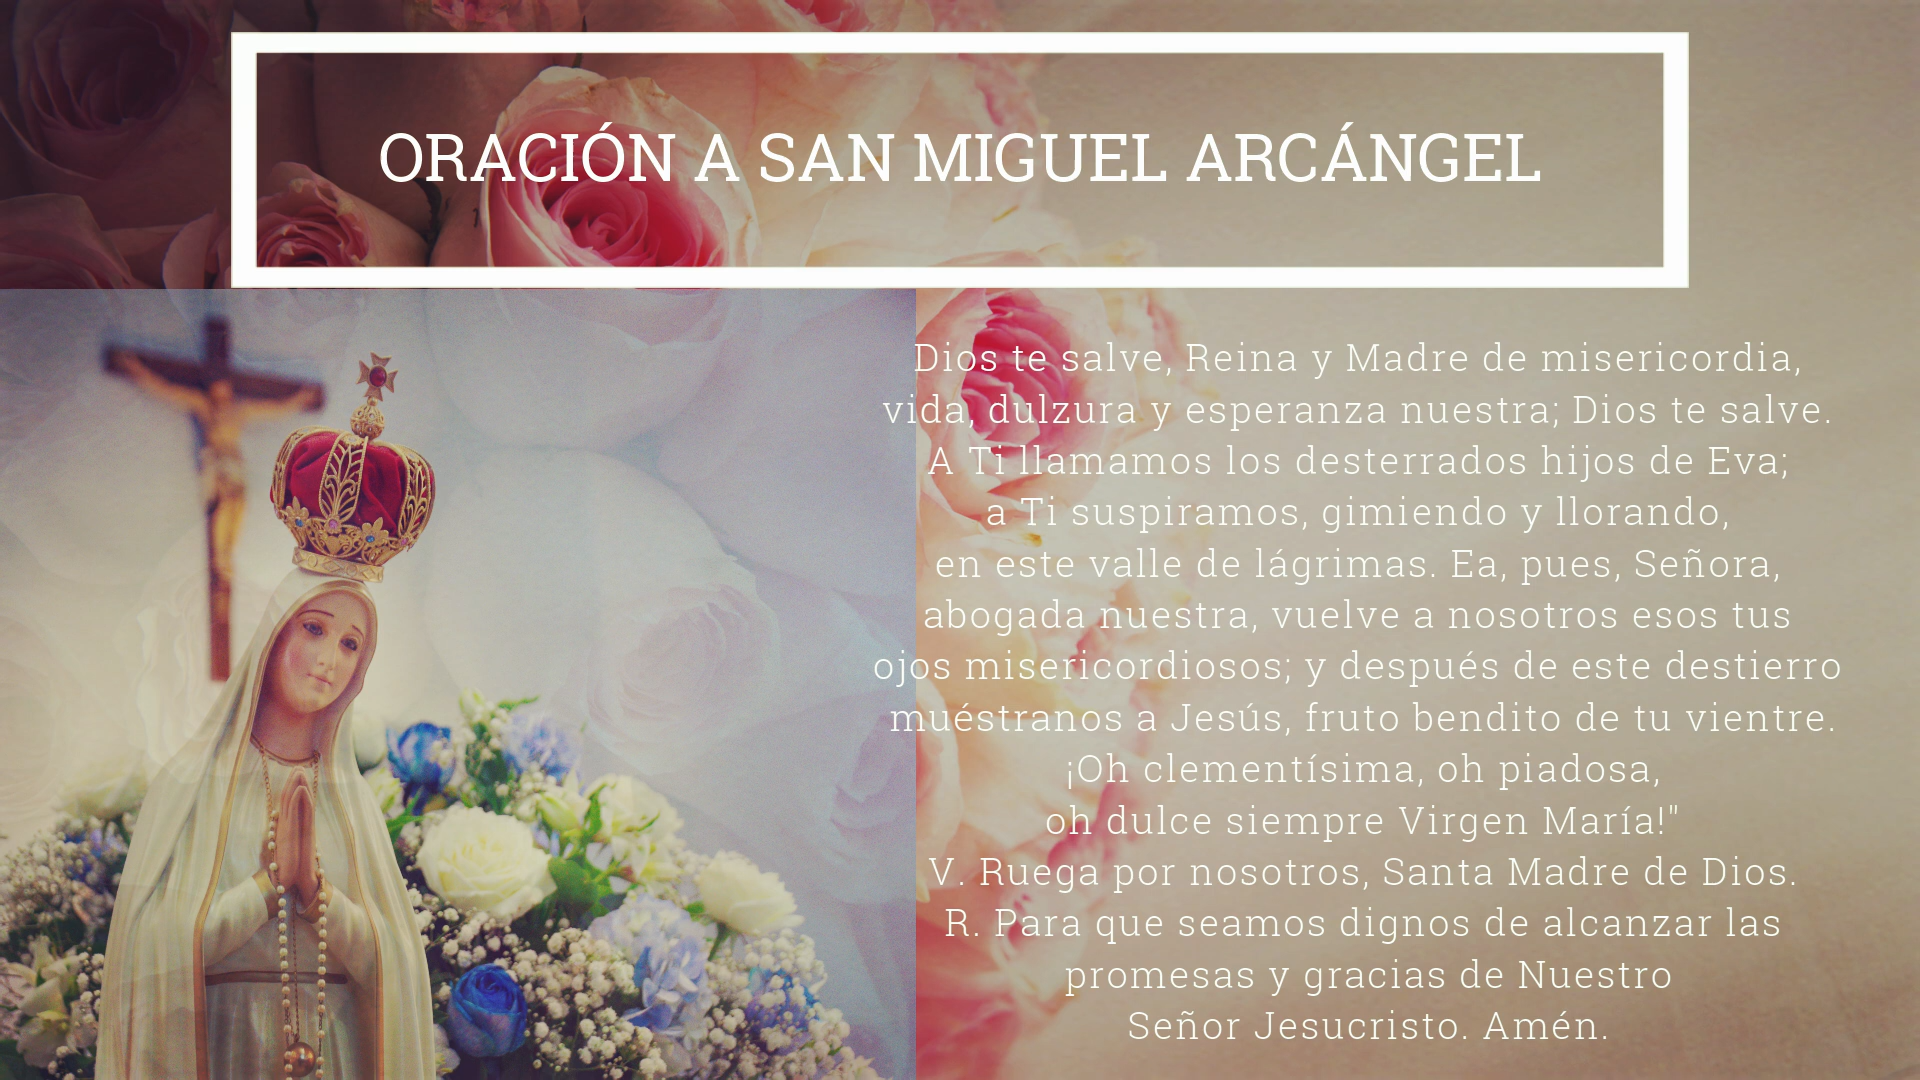 ORACIÓN A SAN MIGUEL ARCÁNGEL
Dios te salve, Reina y Madre de misericordia,
vida, dulzura y esperanza nuestra; Dios te salve.
A Ti llamamos los desterrados hijos de Eva;
a Ti suspiramos, gimiendo y llorando,
en este valle de lágrimas. Ea, pues, Señora,
abogada nuestra, vuelve a nosotros esos tus
ojos misericordiosos; y después de este destierro
muéstranos a Jesús, fruto bendito de tu vientre.
¡Oh clementísima, oh piadosa,
oh dulce siempre Virgen María!"
V. Ruega por nosotros, Santa Madre de Dios.
R. Para que seamos dignos de alcanzar las
promesas y gracias de Nuestro
Señor Jesucristo. Amén.